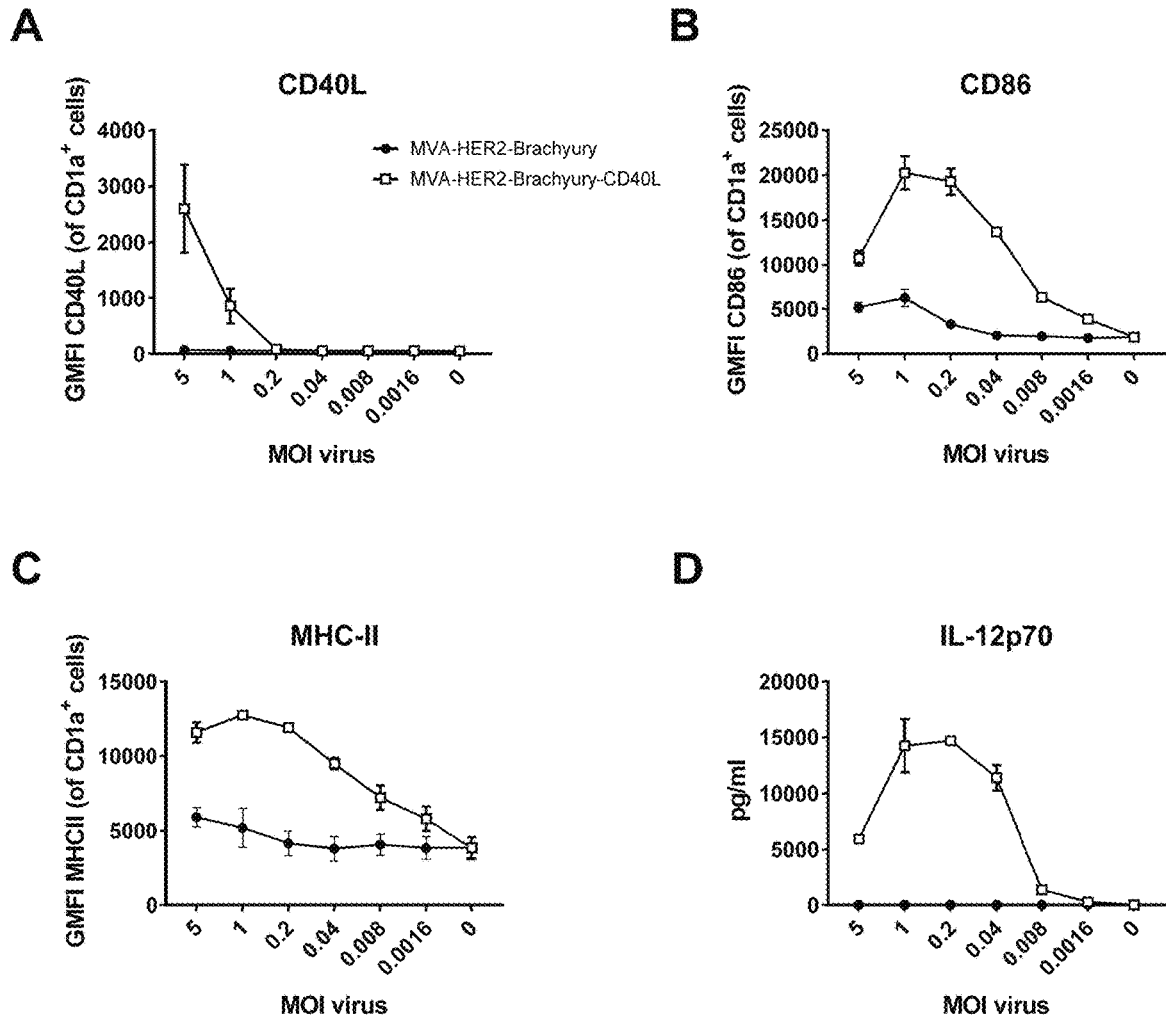 A
CD40L
GMFI CD40L (of CD1a⁺ cells)
4000
3000
2000
1000
0
MVA-HER2-Brachyury
MVA-HER2-Brachyury-CD40L
5 1 0.2 0.04 0.008 0.0016 0
MOI virus
B
CD86
GMFI CD86 (of CD1a⁺ cells)
25000
20000
15000
10000
5000
0
5 1 0.2 0.04 0.008 0.0016 0
MOI virus
C
MHC-II
GMFI MHCII (of CD1a⁺ cells)
15000
10000
5000
0
5 1 0.2 0.04 0.008 0.0016 0
MOI virus
D
IL-12p70
pg/ml
20000
15000
10000
5000
0
5 1 0.2 0.04 0.008 0.0016 0
MOI virus